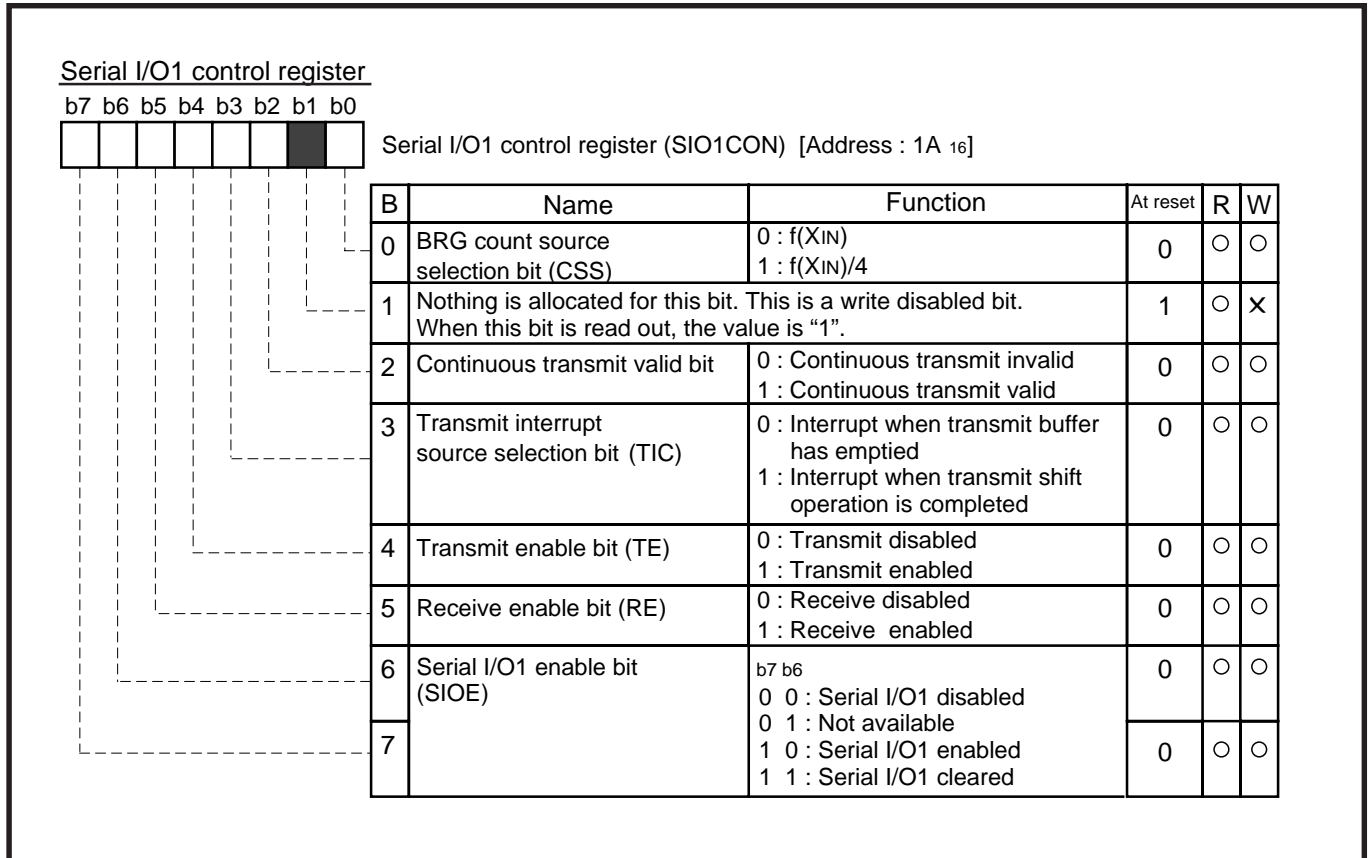 Serial I/O1 control register
b7 b6 b5 b4 b3 b2 b1 b0
Serial I/O1 control register (SIO1CON) [Address : 1A 16]
B Name Function At reset R W
0 BRG count source selection bit (CSS) 0 : f(XIN) 0 ○ ○
1 : f(XIN)/4
1 Nothing is allocated for this bit. This is a write disabled bit. 1 ○ ×
When this bit is read out, the value is “1”.
2 Continuous transmit valid bit 0 : Continuous transmit invalid 0 ○ ○
1 : Continuous transmit valid
3 Transmit interrupt 0 : Interrupt when transmit buffer 0 ○ ○
source selection bit (TIC) has emptied
1 : Interrupt when transmit shift
operation is completed
4 Transmit enable bit (TE) 0 : Transmit disabled 0 ○ ○
1 : Transmit enabled
5 Receive enable bit (RE) 0 : Receive disabled 0 ○ ○
1 : Receive enabled
6 Serial I/O1 enable bit b7 b6 0 ○ ○
(SIOE) 0 0 : Serial I/O1 disabled
0 1 : Not available
7 1 0 : Serial I/O1 enabled 0 ○ ○
1 1 : Serial I/O1 cleared